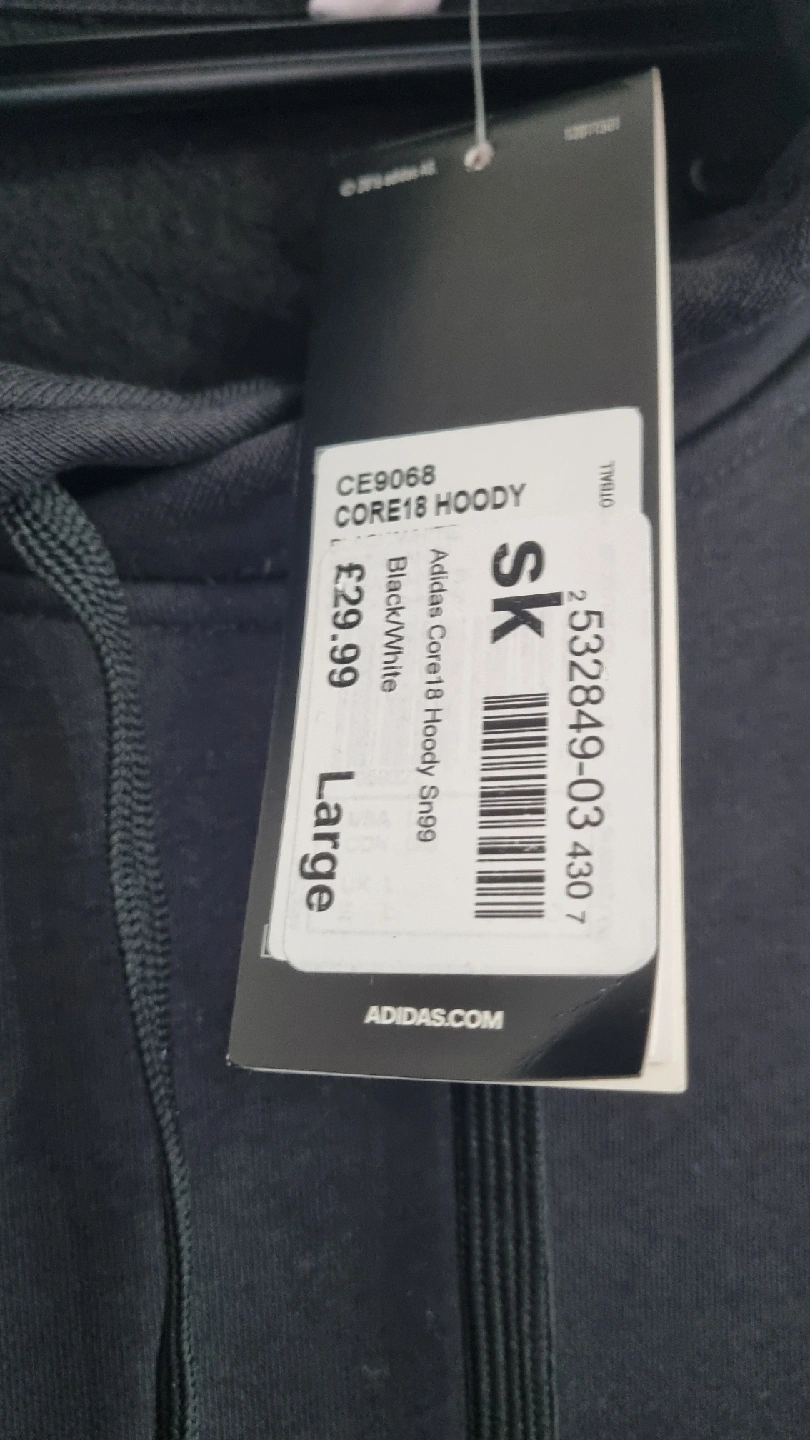 CE9068
CORE18 HOODY
sk
2 532849-03 430 7
Adidas Core18 Hoody Sn99
Black/White
£29.99 Large
ADIDAS.COM